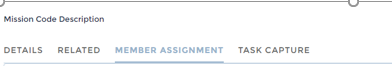 Mission Code Description
DETAILS RELATED MEMBER ASSIGNMENT TASK CAPTURE